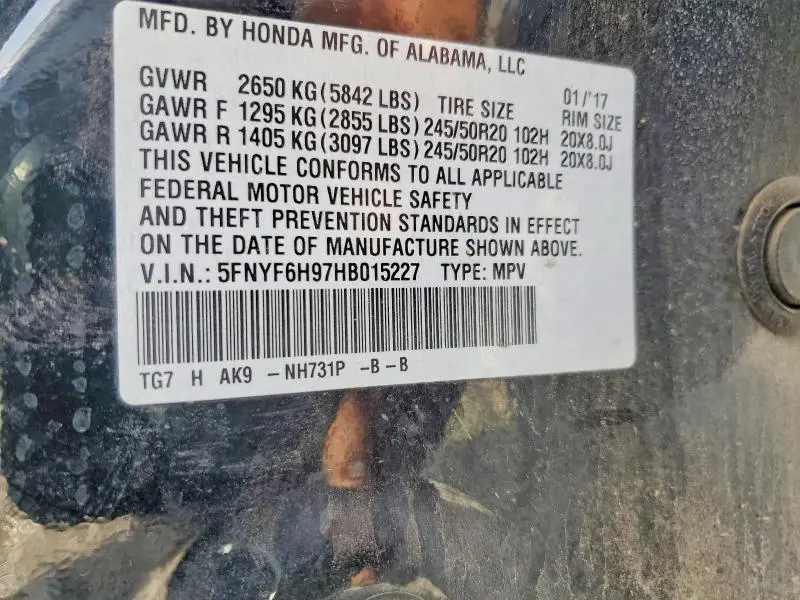 MFD. BY HONDA MFG. OF ALABAMA, LLC
01/'17
GVWR 2650 KG(5842 LBS) TIRE SIZE RIM SIZE
GAWR F 1295 KG(2855 LBS) 245/50R20 102H 20X8.0J
GAWR R 1405 KG(3097 LBS) 245/50R20 102H 20X8.0J
THIS VEHICLE CONFORMS TO ALL APPLICABLE
FEDERAL MOTOR VEHICLE SAFETY
AND THEFT PREVENTION STANDARDS IN EFFECT
ON THE DATE OF MANUFACTURE SHOWN ABOVE.
V.I.N.: 5FNYF6H97HB015227 TYPE: MPV
TG7 H AK9 -NH731P -B-B